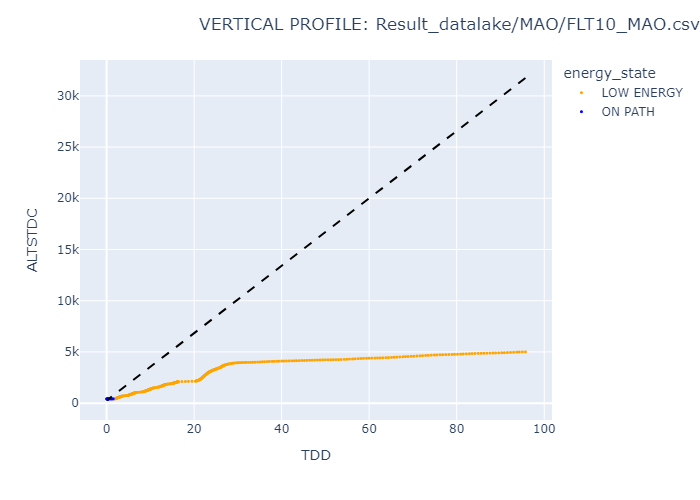 VERTICAL PROFILE: Result_datalake/MAO/FLT10_MAO.csv
energy_state
LOW ENERGY
ON PATH
30k
25k
20k
15k
10k
5k
0
ALTSTDC
0
20
40
60
80
100
TDD